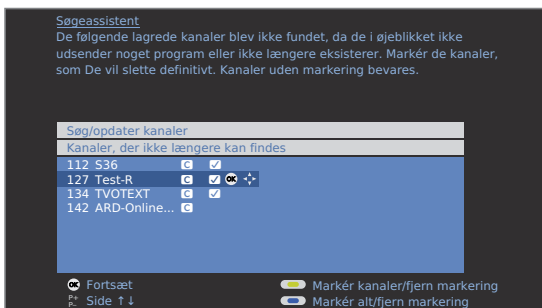 Søgeassistent
De følgende lagrede kanaler blev ikke fundet, da de i øjeblikket ikke
udsender noget program eller ikke længere eksisterer. Markér de kanaler,
som De vil slette definitivt. Kanaler uden markering bevares.
Søg/opdater kanaler
Kanaler, der ikke længere kan findes
112 S36 C
127 Test-R C OK
134 TVOTEXT C
142 ARD-Online... C
OK Fortsæt
Markér kanaler/fjern markering
P+ P– Side ↑↓
Markér alt/fjern markering